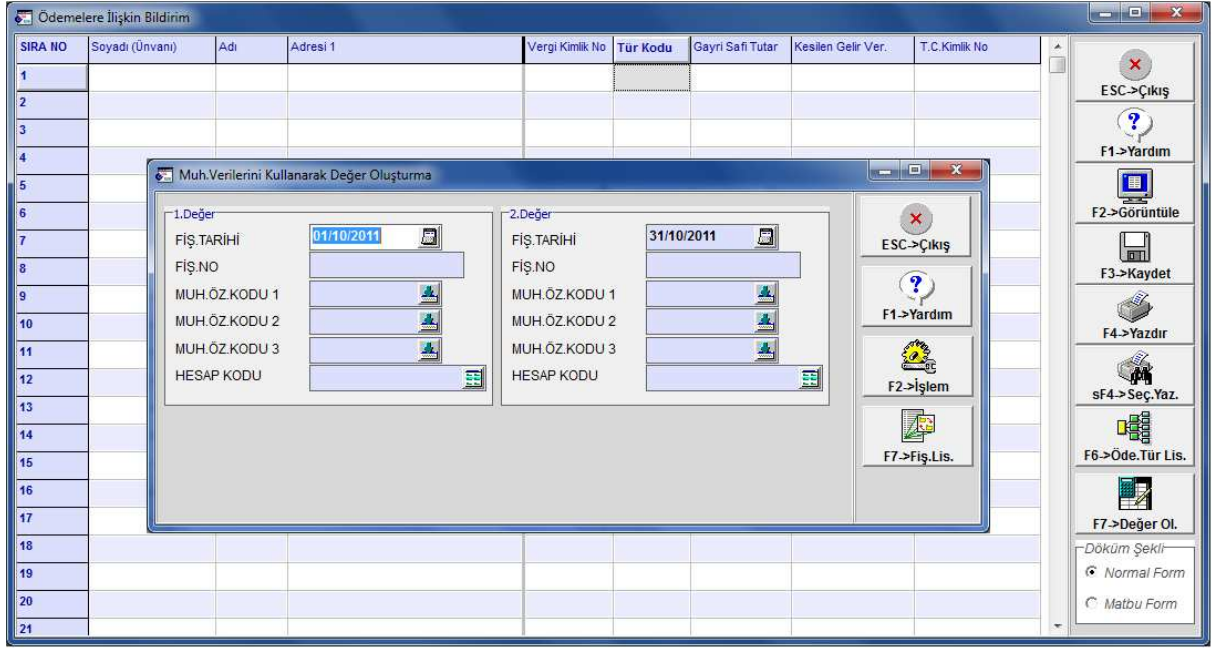 Ödemelere İlişkin Bildirim
SIRA NO Soyadı (Ünvanı) Adı Adresi 1 Vergi Kimlik No Tür Kodu Gayri Safi Tutar Kesilen Gelir Ver. T.C.Kimlik No
1
2
3
4
5
6
7
8
9
10
11
12
13
14
15
16
17
18
19
20
21
Muh.Verilerini Kullanarak Değer Oluşturma
1.Değer
FİŞ.TARİHİ 01/10/2011
FİŞ.NO
MUH.ÖZ.KODU 1
MUH.ÖZ.KODU 2
MUH.ÖZ.KODU 3
HESAP KODU
2.Değer
FİŞ.TARİHİ 31/10/2011
FİŞ.NO
MUH.ÖZ.KODU 1
MUH.ÖZ.KODU 2
MUH.ÖZ.KODU 3
HESAP KODU
ESC->Çıkış
F1->Yardım
F2->İşlem
F7->Fiş.Lis.
ESC->Çıkış
F1->Yardım
F2->Görüntüle
F3->Kaydet
F4->Yazdır
sF4->Seç.Yaz.
F6->Öde.Tür Lis.
F7->Değer Ol.
Döküm Şekli
Normal Form
Matbu Form